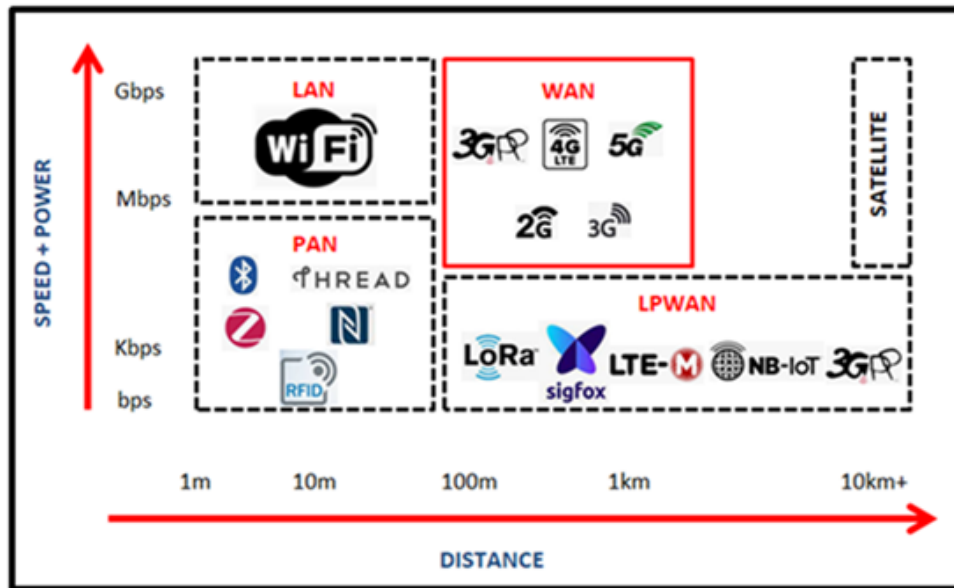 LAN
WAN
Gbps
WiFi
3GPP
4G
LTE
5G
SATELLITE
Mbps
SPEED + POWER
2G
3G
PAN
THREAD
LPWAN
Kbps
LoRa™
LTE-M
NB-IoT
3GPP
sigfox
RFID
bps
1m
10m
100m
1km
10km+
DISTANCE